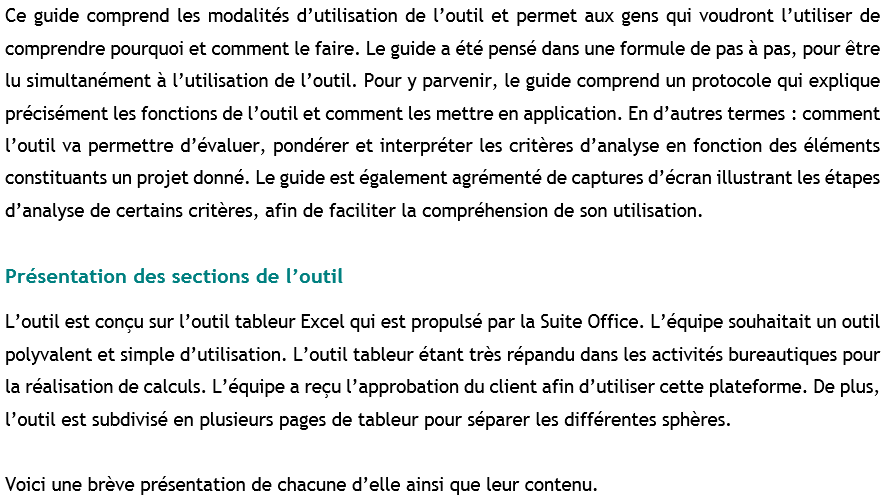 Ce guide comprend les modalités d’utilisation de l’outil et permet aux gens qui voudront l’utiliser de
comprendre pourquoi et comment le faire. Le guide a été pensé dans une formule de pas à pas, pour être
lu simultanément à l’utilisation de l’outil. Pour y parvenir, le guide comprend un protocole qui explique
précisément les fonctions de l’outil et comment les mettre en application. En d’autres termes : comment
l’outil va permettre d’évaluer, pondérer et interpréter les critères d’analyse en fonction des éléments
constituants un projet donné. Le guide est également agrémenté de captures d’écran illustrant les étapes
d’analyse de certains critères, afin de faciliter la compréhension de son utilisation.
Présentation des sections de l’outil
L’outil est conçu sur l’outil tableur Excel qui est propulsé par la Suite Office. L’équipe souhaitait un outil
polyvalent et simple d’utilisation. L’outil tableur étant très répandu dans les activités bureautiques pour
la réalisation de calculs. L’équipe a reçu l’approbation du client afin d’utiliser cette plateforme. De plus,
l’outil est subdivisé en plusieurs pages de tableur pour séparer les différentes sphères.
Voici une brève présentation de chacune d’elle ainsi que leur contenu.